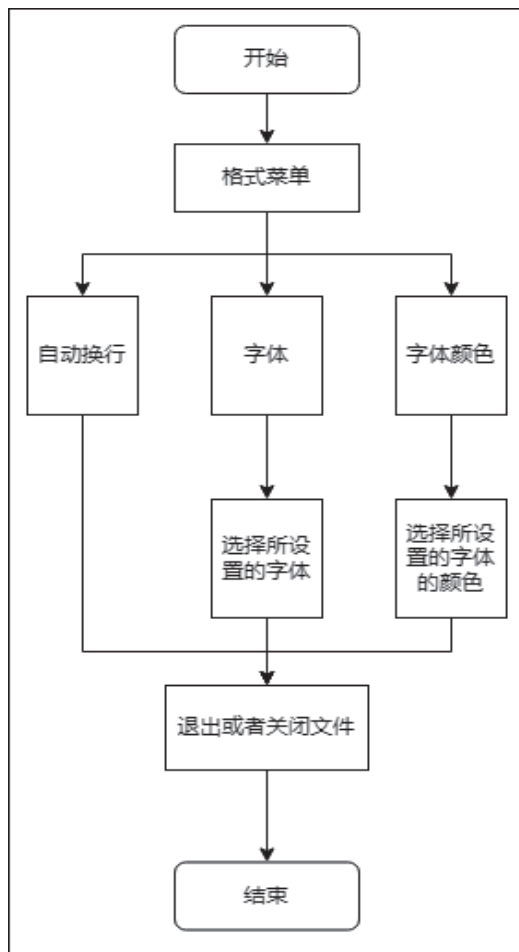 开始
格式菜单
自动换行
字体
字体颜色
选择所设
置的字体
选择所设
置的字体
的颜色
退出或者关闭文件
结束